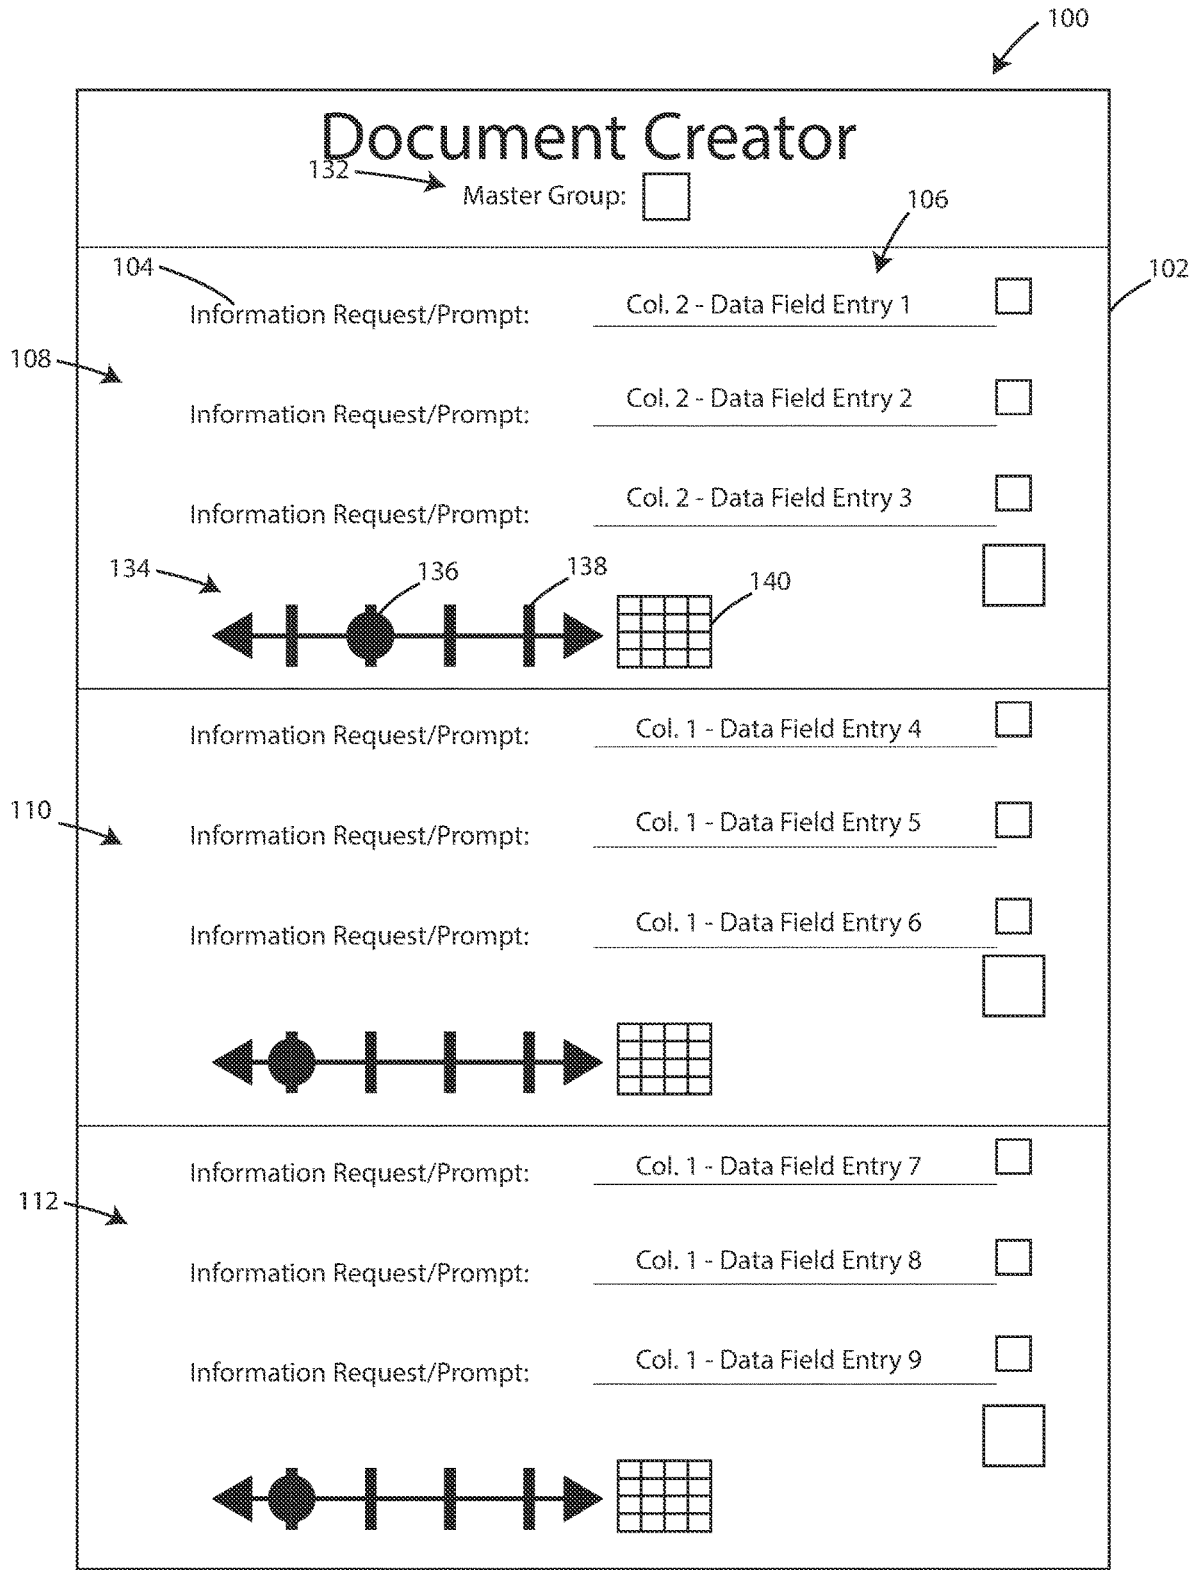 100
Document Creator
132
Master Group:
106
102
104
Information Request/Prompt: Col. 2 - Data Field Entry 1
108
Information Request/Prompt: Col. 2 - Data Field Entry 2
Information Request/Prompt: Col. 2 - Data Field Entry 3
134 136 138 140
Information Request/Prompt: Col. 1 - Data Field Entry 4
110
Information Request/Prompt: Col. 1 - Data Field Entry 5
Information Request/Prompt: Col. 1 - Data Field Entry 6
Information Request/Prompt: Col. 1 - Data Field Entry 7
112
Information Request/Prompt: Col. 1 - Data Field Entry 8
Information Request/Prompt: Col. 1 - Data Field Entry 9